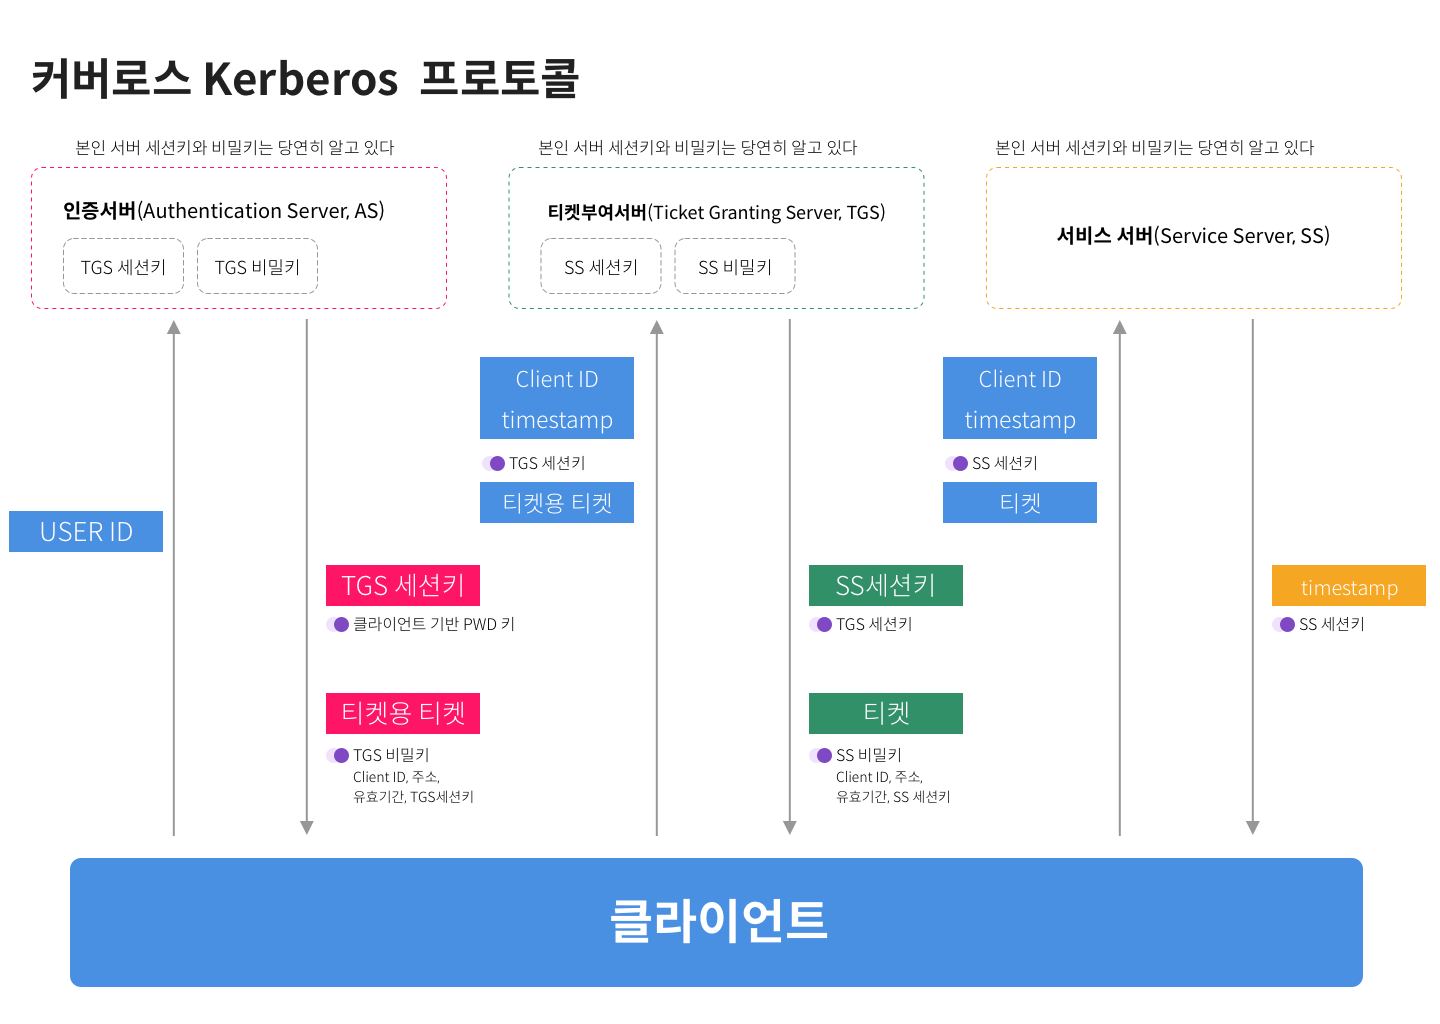 커버로스 Kerberos 프로토콜
본인 서버 세션키와 비밀키는 당연히 알고 있다
인증서버(Authentication Server, AS)
TGS 세션키
TGS 비밀키
본인 서버 세션키와 비밀키는 당연히 알고 있다
티켓부여서버(Ticket Granting Server, TGS)
SS 세션키
SS 비밀키
본인 서버 세션키와 비밀키는 당연히 알고 있다
서비스 서버(Service Server, SS)
USER ID
TGS 세션키
클라이언트 기반 PWD 키
티켓용 티켓
TGS 비밀키
Client ID, 주소,
유효기간, TGS세션키
Client ID
timestamp
TGS 세션키
티켓용 티켓
SS세션키
TGS 세션키
티켓
SS 비밀키
Client ID, 주소,
유효기간, SS 세션키
Client ID
timestamp
SS 세션키
티켓
timestamp
SS 세션키
클라이언트